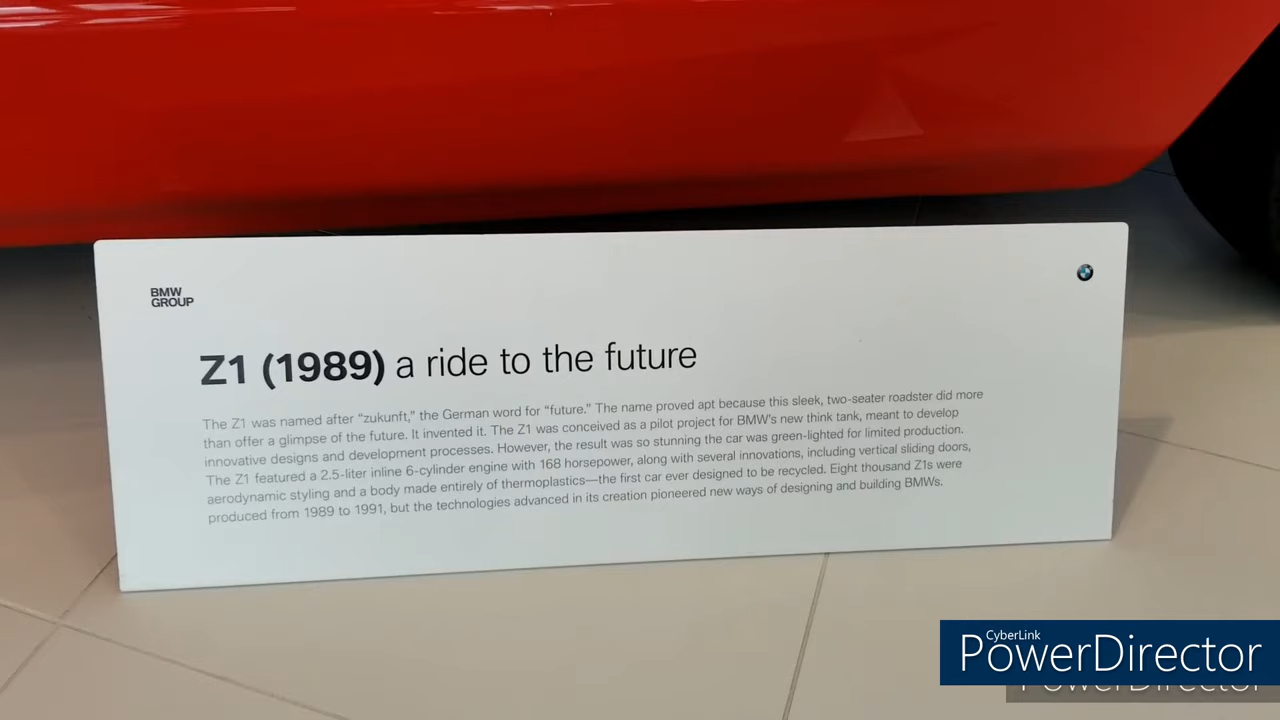 BMW
GROUP
Z1 (1989) a ride to the future
The Z1 was named after “zukunft,” the German word for “future.” The name proved apt because this sleek, two-seater roadster did more
than offer a glimpse of the future. It invented it. The Z1 was conceived as a pilot project for BMW's new think tank, meant to develop
innovative designs and development processes. However, the result was so stunning the car was green-lighted for limited production.
The Z1 featured a 2.5-liter inline 6-cylinder engine with 168 horsepower, along with several innovations, including vertical sliding doors,
aerodynamic styling and a body made entirely of thermoplastics—the first car ever designed to be recycled. Eight thousand Z1s were
produced from 1989 to 1991, but the technologies advanced in its creation pioneered new ways of designing and building BMWs.
CyberLink
PowerDirector
PowerDirector